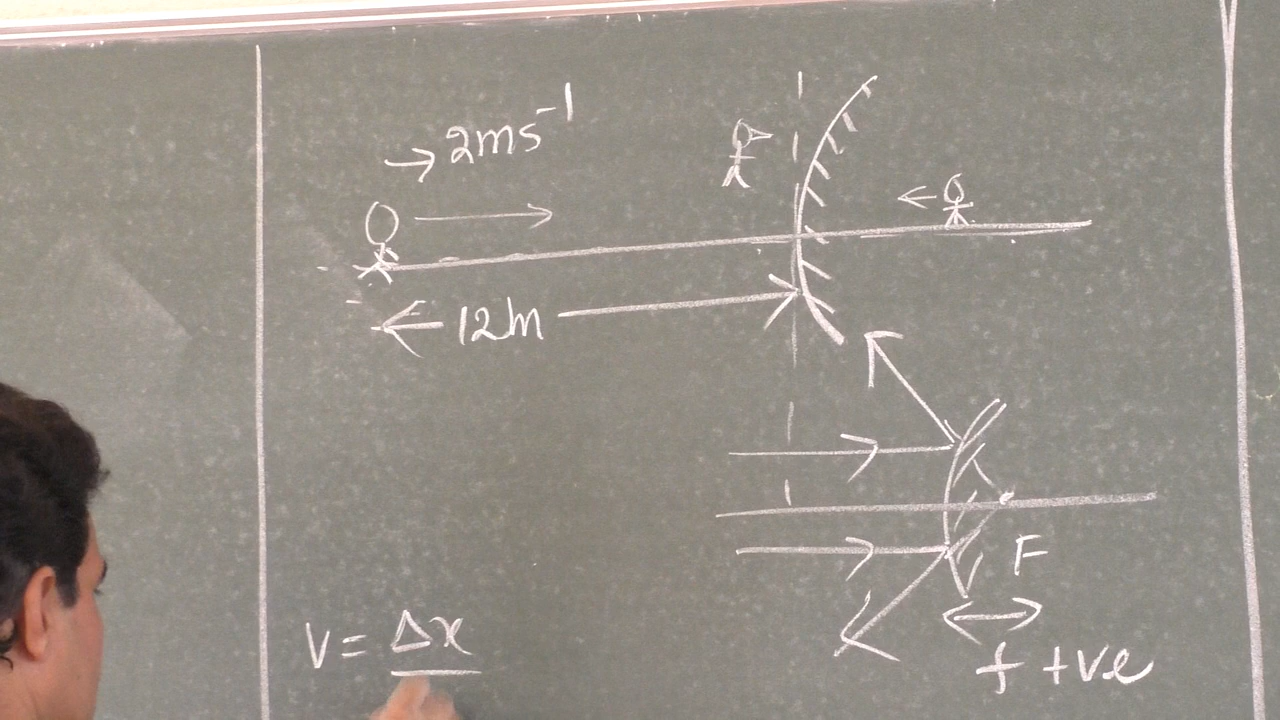 → 2ms⁻¹
12m
F
f +ve
V = Δx